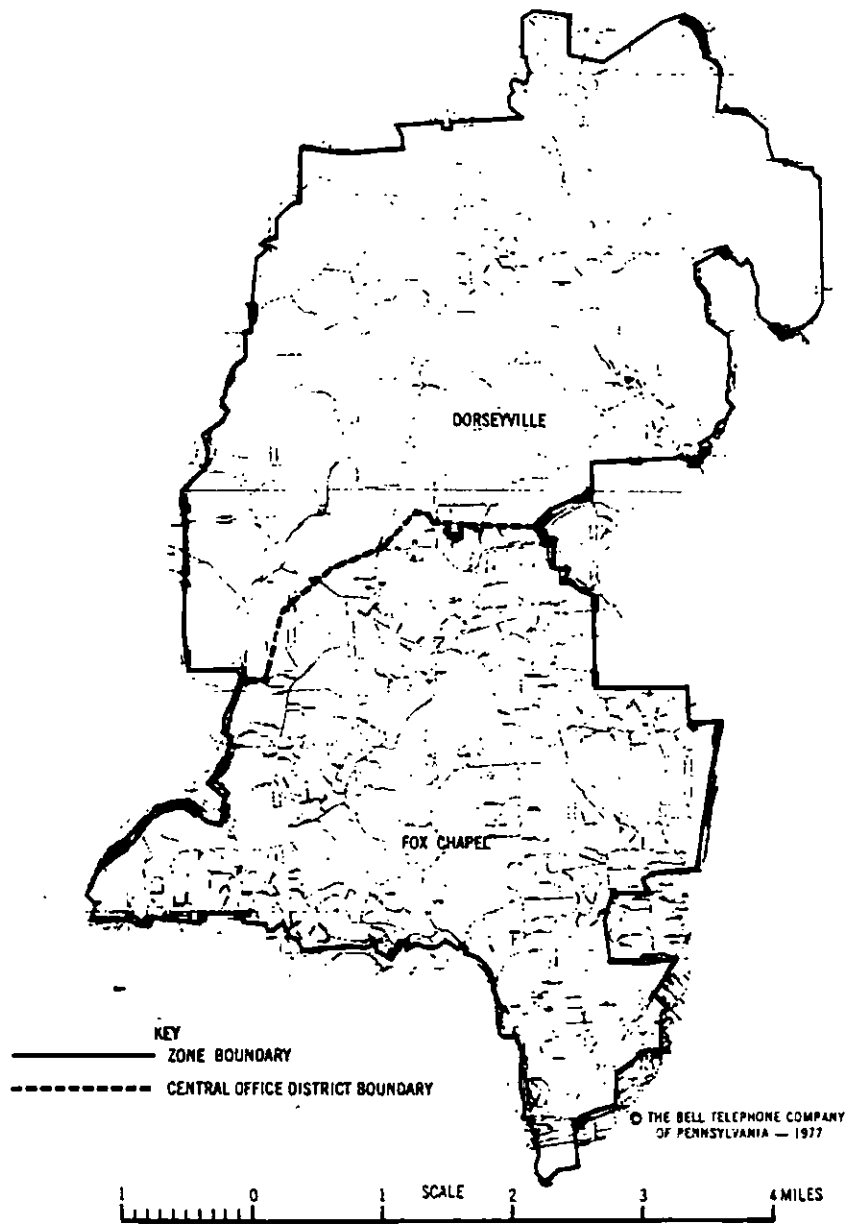 DORSEYVILLE
FOX CHAPEL
KEY
ZONE BOUNDARY
CENTRAL OFFICE DISTRICT BOUNDARY
© THE BELL TELEPHONE COMPANY
OF PENNSYLVANIA — 1977
SCALE
1 0 1 2 3 4 MILES